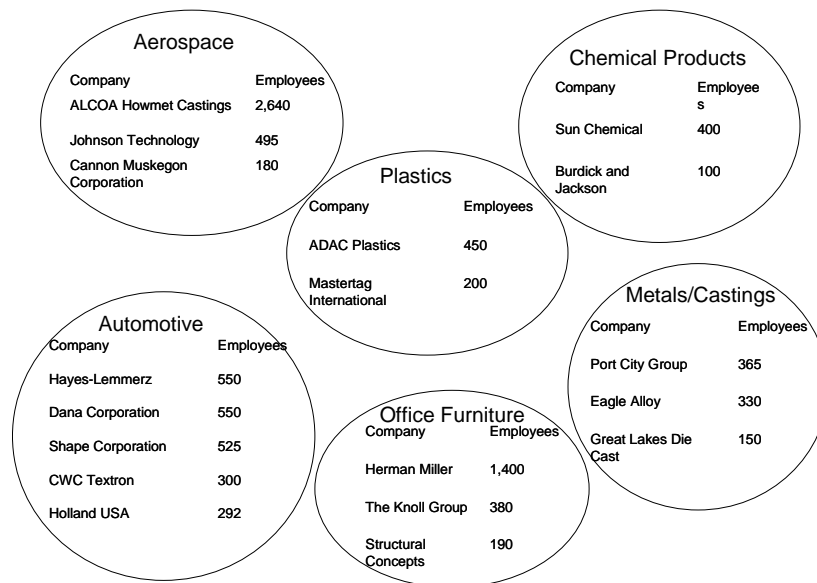 Aerospace
Company Employees
ALCOA Howmet Castings 2,640
Johnson Technology 495
Cannon Muskegon 180
Corporation
Chemical Products
Company Employee
s
Sun Chemical 400
Burdick and 100
Jackson
Plastics
Company Employees
ADAC Plastics 450
Mastertag 200
International
Automotive
Company Employees
Hayes-Lemmerz 550
Dana Corporation 550
Shape Corporation 525
CWC Textron 300
Holland USA 292
Office Furniture
Company Employees
Herman Miller 1,400
The Knoll Group 380
Structural 190
Concepts
Metals/Castings
Company Employees
Port City Group 365
Eagle Alloy 330
Great Lakes Die 150
Cast